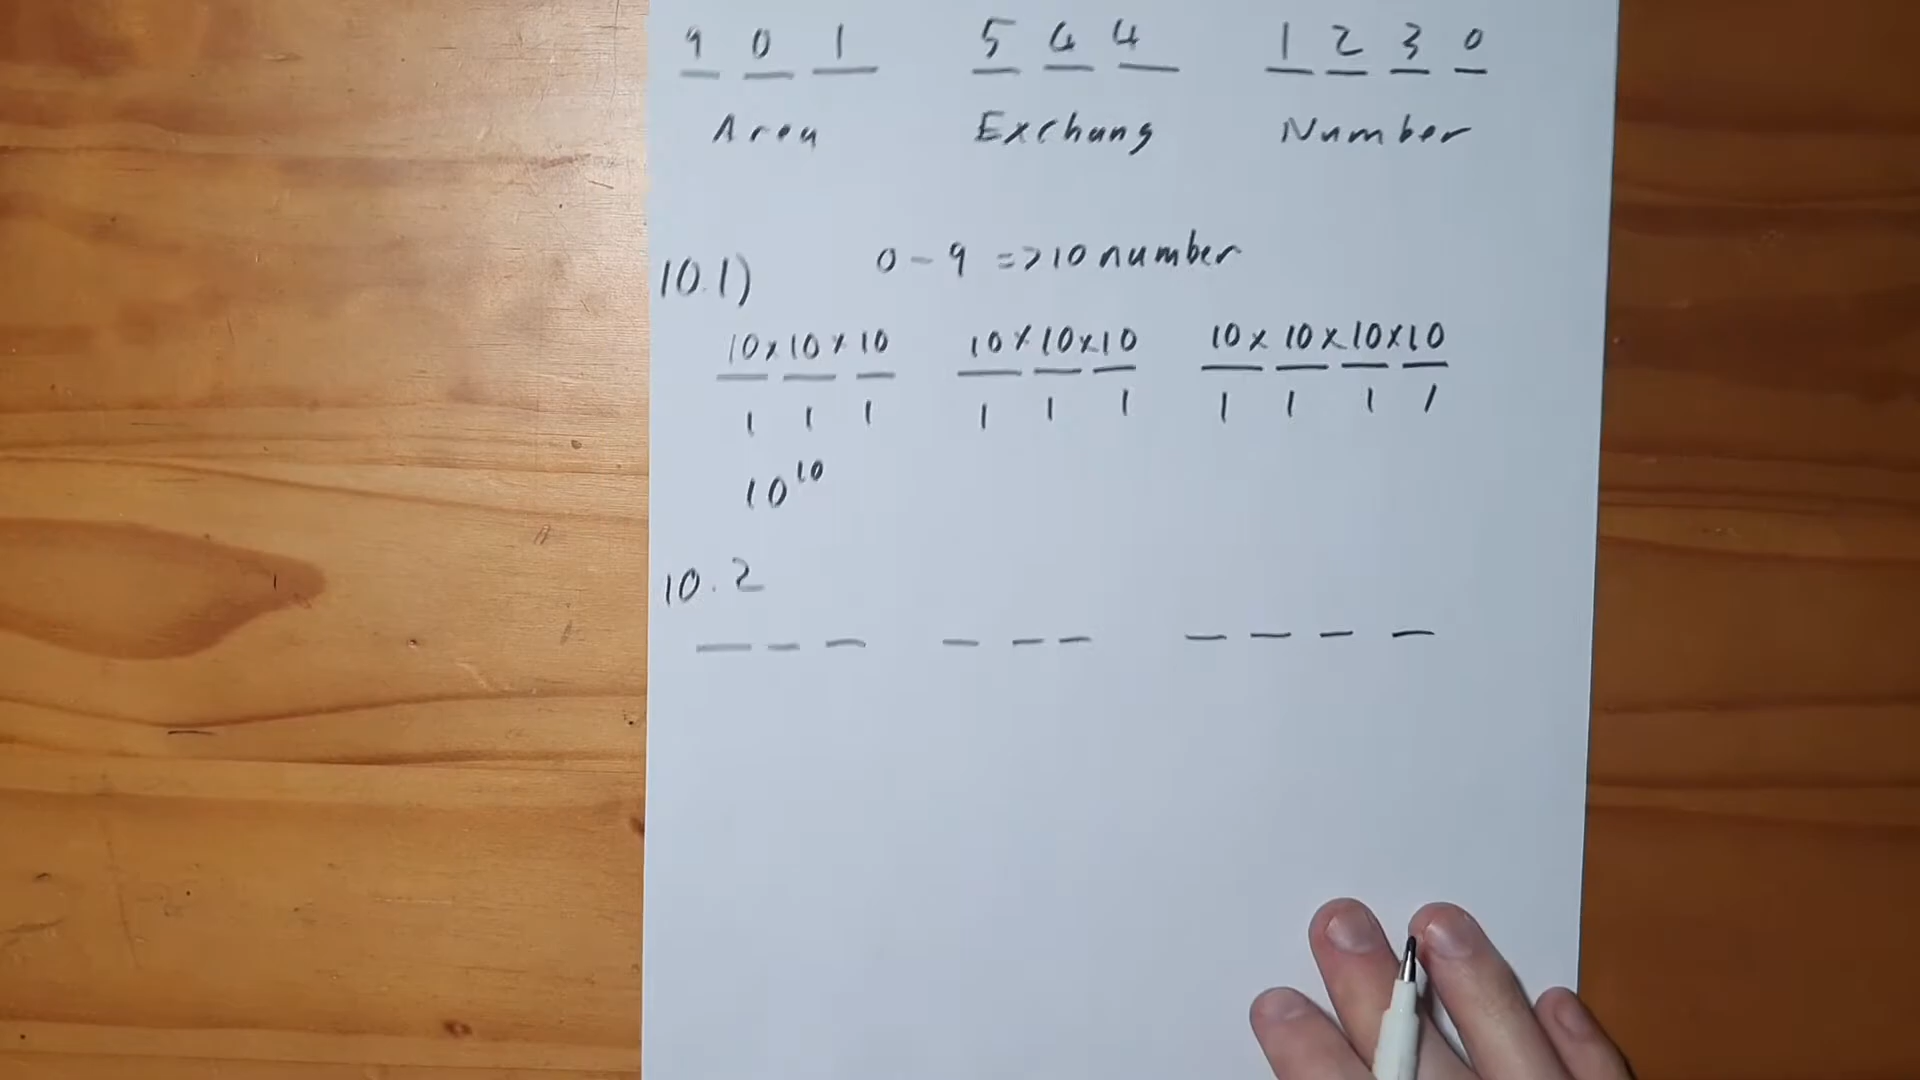 9 0 1 5 4 4 1 2 3 0
Area Exchang Number
10.1) 0 - 9 => 10 number
10 x 10 x 10 10 x 10 x 10 10 x 10 x 10 x 10
1 1 1 1 1 1 1 1 1 1
10^10
10.2